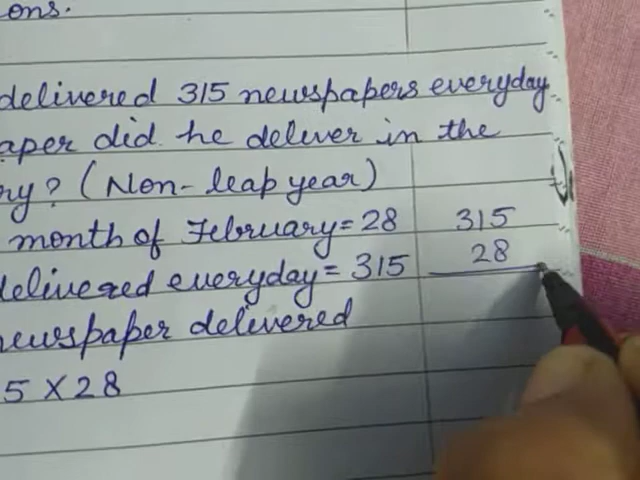 ons.
delivered 315 newspapers everyday
aper did he deliver in the
ry? (Non-leap year)
month of February=28 315
delivered everyday=315 28
newspaper delivered
5 X 28